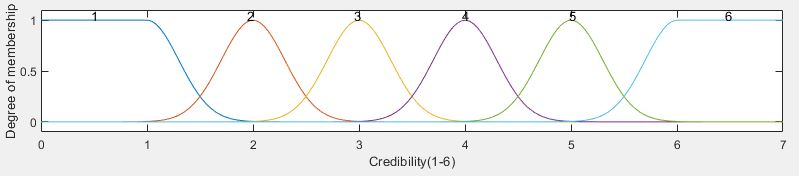 1 2 3 4 5 6
Degree of membership
1
0.5
0
0 1 2 3 4 5 6 7
Credibility(1-6)